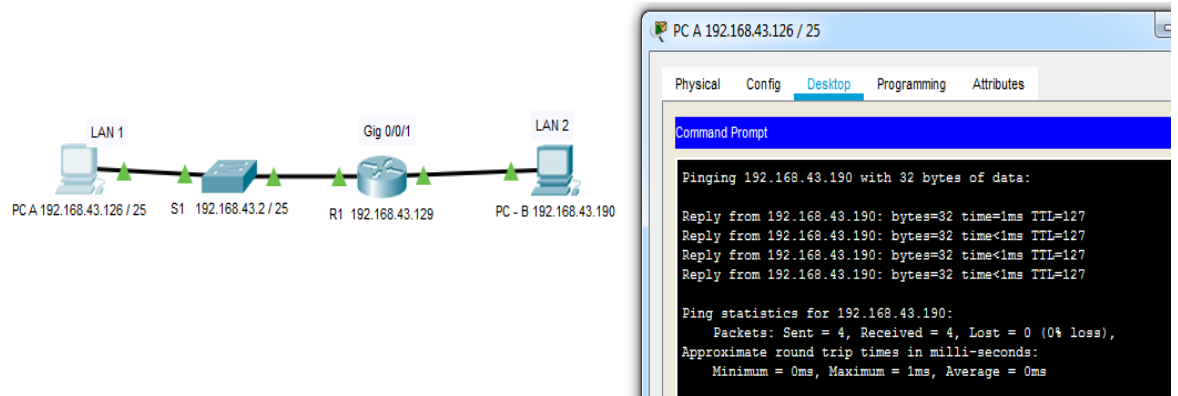 LAN 1
Gig 0/0/1
LAN 2
PC A 192.168.43.126 / 25
S1 192.168.43.2 / 25
R1 192.168.43.129
PC - B 192.168.43.190
PC A 192.168.43.126 / 25
Physical Config Desktop Programming Attributes
Command Prompt
Pinging 192.168.43.190 with 32 bytes of data:
Reply from 192.168.43.190: bytes=32 time=1ms TTL=127
Reply from 192.168.43.190: bytes=32 time<1ms TTL=127
Reply from 192.168.43.190: bytes=32 time<1ms TTL=127
Reply from 192.168.43.190: bytes=32 time<1ms TTL=127
Ping statistics for 192.168.43.190:
Packets: Sent = 4, Received = 4, Lost = 0 (0% loss),
Approximate round trip times in milli-seconds:
Minimum = 0ms, Maximum = 1ms, Average = 0ms